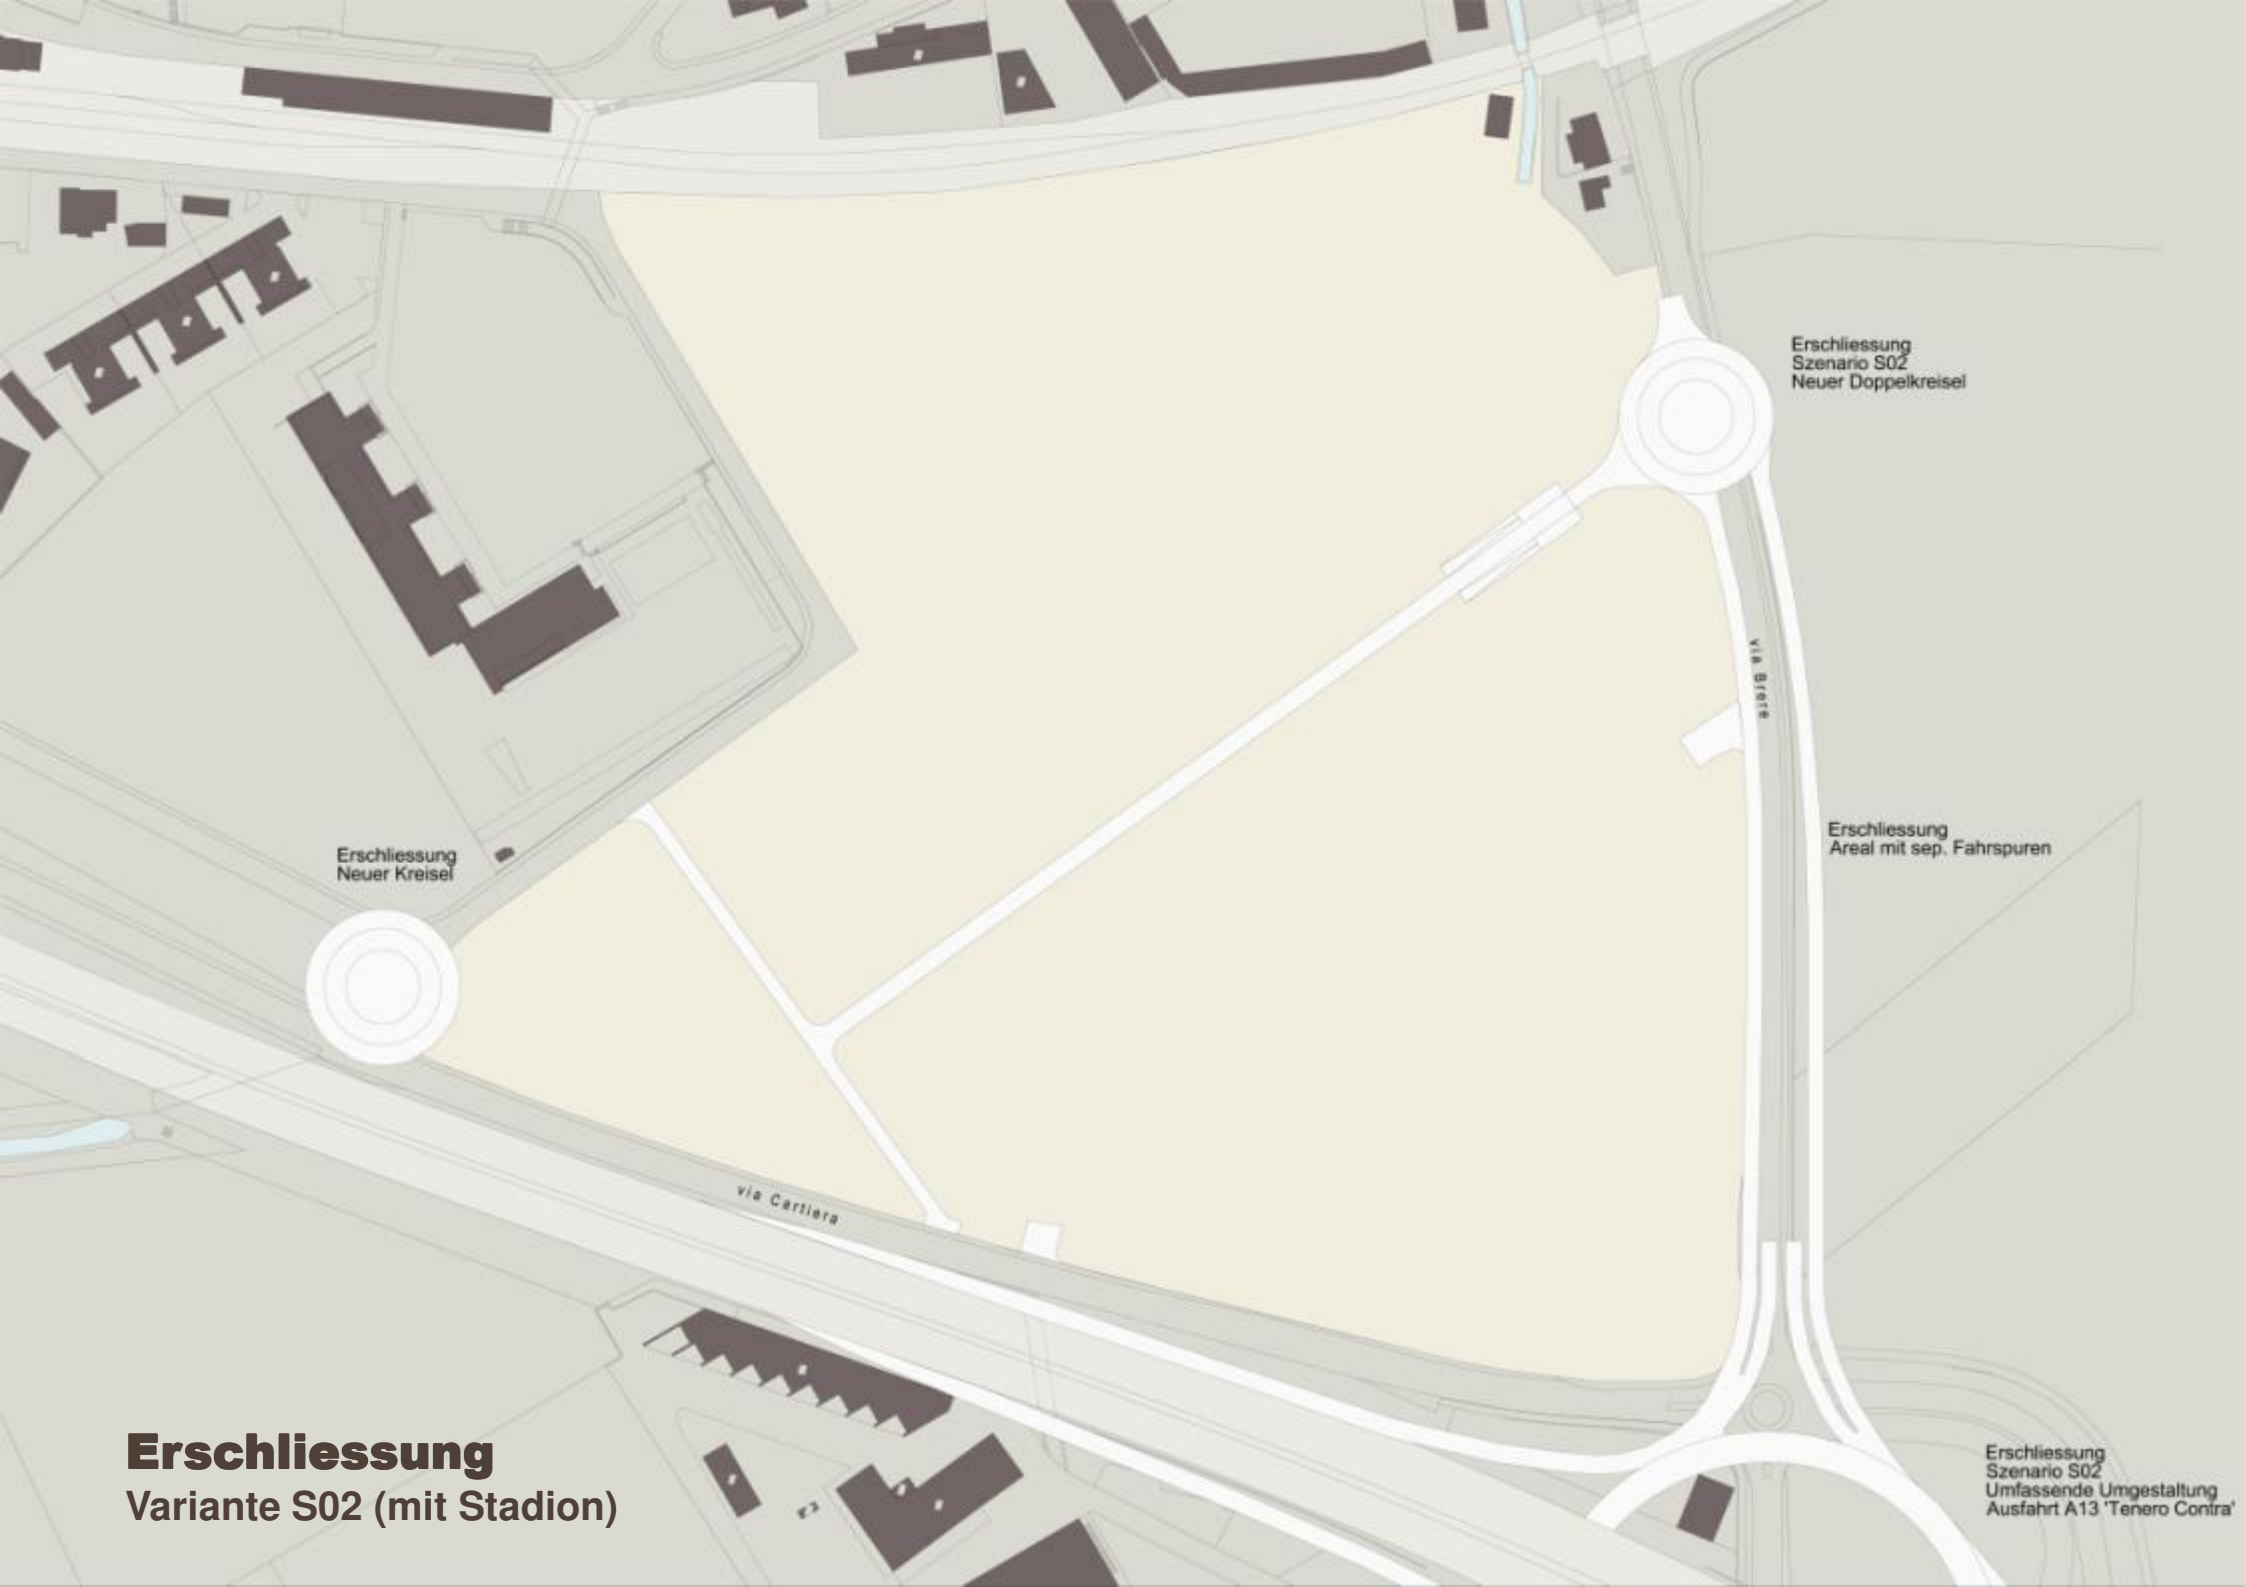 Erschliessung
Szenario S02
Neuer Doppelkreisel
via Brere
Erschliessung
Areal mit sep. Fahrspuren
Erschliessung
Neuer Kreisel
via Cartiera
Erschliessung
Variante S02 (mit Stadion)
Erschliessung
Szenario S02
Umfassende Umgestaltung
Ausfahrt A13 'Tenero Contra'